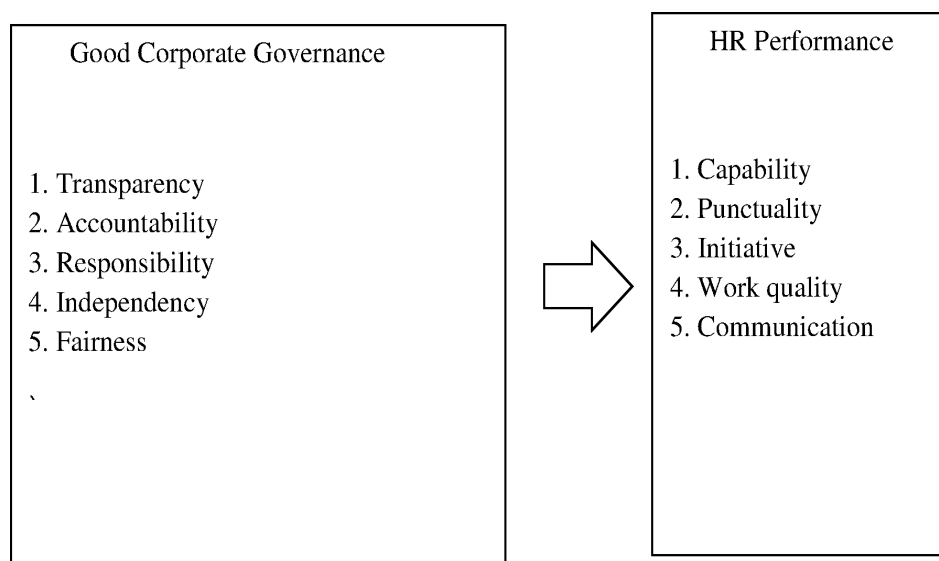 Good Corporate Governance
1. Transparency
2. Accountability
3. Responsibility
4. Independency
5. Fairness
`
HR Performance
1. Capability
2. Punctuality
3. Initiative
4. Work quality
5. Communication